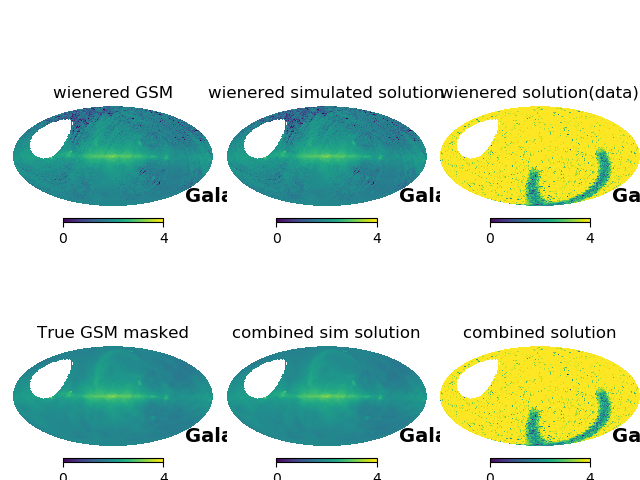 wienered GSM
wienered simulated solution
wienered solution(data)
Gala
Gala
Ga
0 4
0 4
0 4
True GSM masked
combined sim solution
combined solution
Gala
Gala
Ga
0 4
0 4
0 4